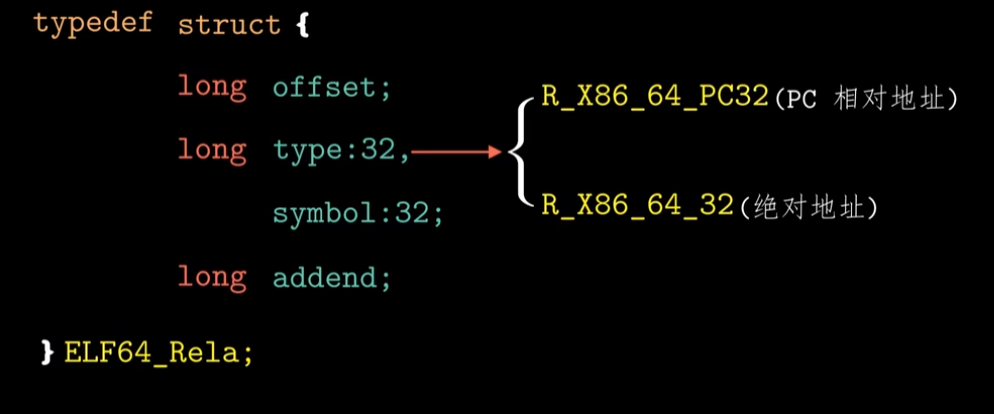 typedef struct {
long offset;
R_X86_64_PC32(PC 相对地址)
long type:32,
symbol:32;
R_X86_64_32(绝对地址)
long addend;
} ELF64_Rela;